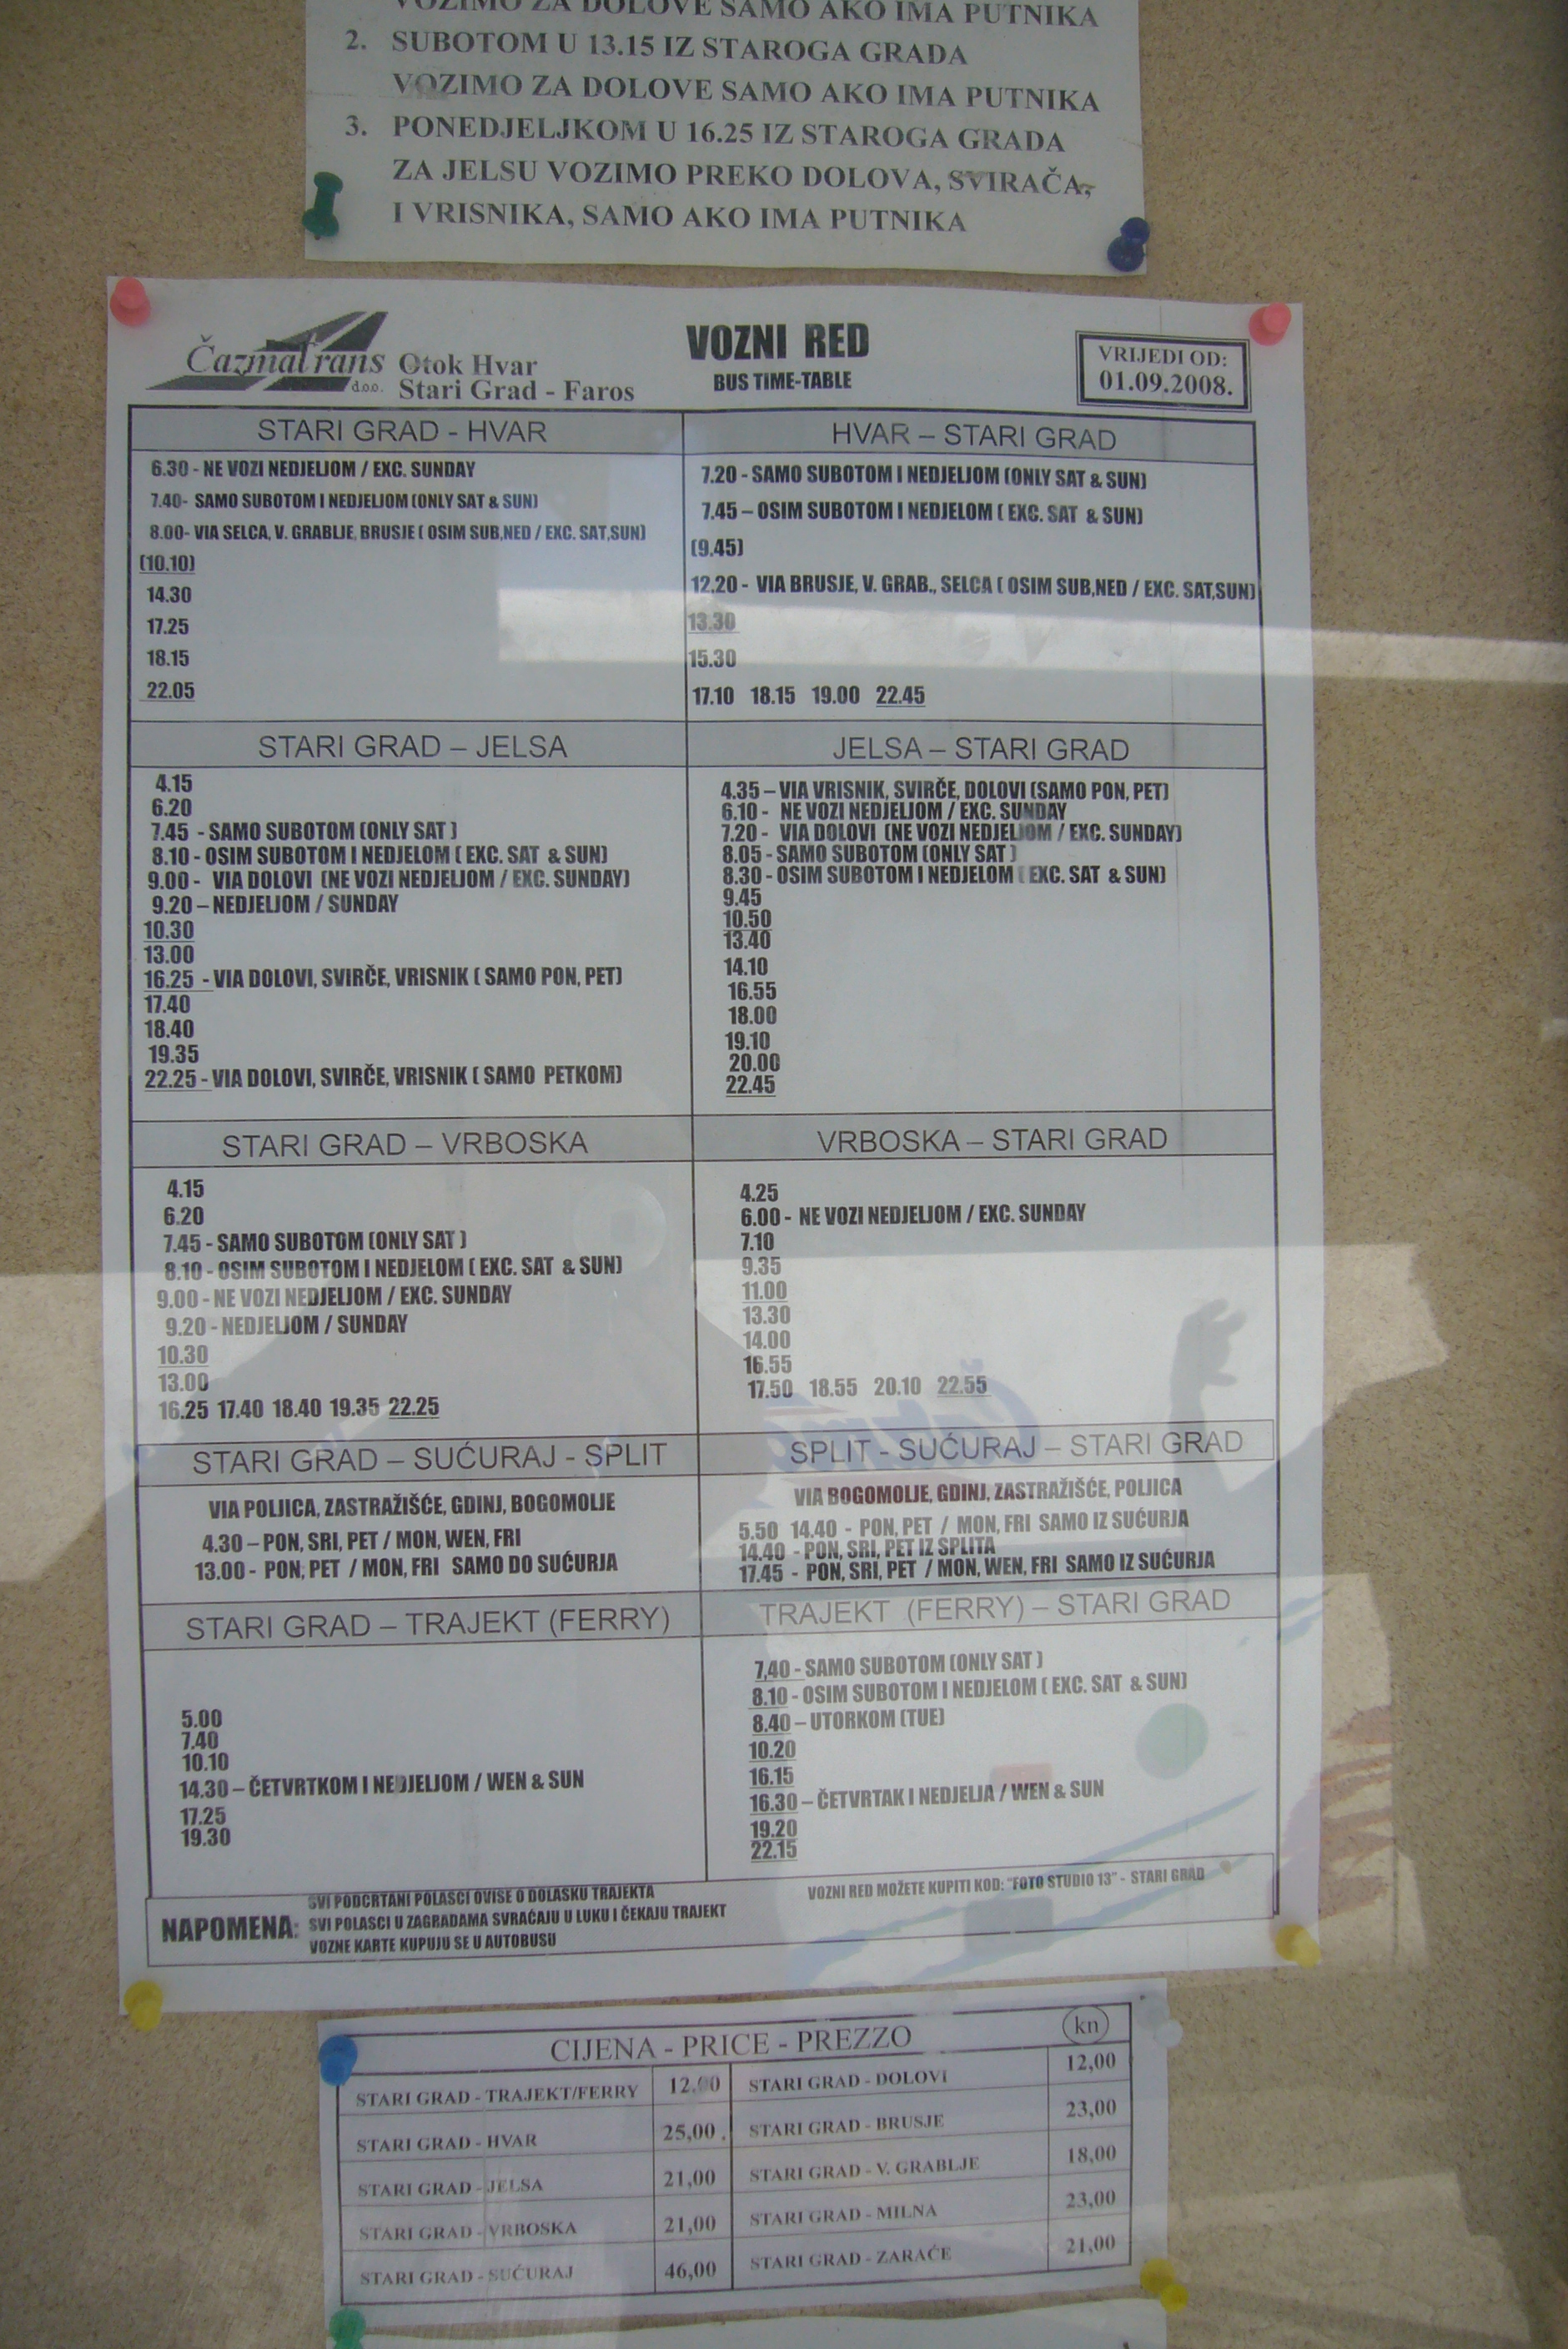 VOZIMO ZA DOLOVE SAMO AKO IMA PUTNIKA
2. SUBOTOM U 13.15 IZ STAROGA GRADA
VOZIMO ZA DOLOVE SAMO AKO IMA PUTNIKA
3. PONEDJELJKOM U 16.25 IZ STAROGA GRADA
ZA JELSU VOZIMO PREKO DOLOVA, SVIRAČA,
I VRISNIKA, SAMO AKO IMA PUTNIKA
ČazmaTrans d.o.o.
Otok Hvar
Stari Grad - Faros
VOZNI RED
BUS TIME-TABLE
VRIJEDI OD:
01.09.2008.
STARI GRAD - HVAR
6.30 - NE VOZI NEDJELJOM / EXC. SUNDAY
7.40- SAMO SUBOTOM I NEDJELJOM (ONLY SAT & SUN)
8.00- VIA SELCA, V. GRABLJE, BRUSJE ( OSIM SUB,NED / EXC. SAT,SUN)
(10.10)
14.30
17.25
18.15
22.05
HVAR – STARI GRAD
7.20 - SAMO SUBOTOM I NEDJELJOM (ONLY SAT & SUN)
7.45 – OSIM SUBOTOM I NEDJELOM ( EXC. SAT & SUN)
(9.45)
12.20 - VIA BRUSJE, V. GRAB., SELCA ( OSIM SUB,NED / EXC. SAT,SUN)
13.30
15.30
17.10 18.15 19.00 22.45
STARI GRAD – JELSA
4.15
6.20
7.45 - SAMO SUBOTOM (ONLY SAT )
8.10 - OSIM SUBOTOM I NEDJELOM ( EXC. SAT & SUN)
9.00 - VIA DOLOVI (NE VOZI NEDJELJOM / EXC. SUNDAY)
9.20 – NEDJELJOM / SUNDAY
10.30
13.00
16.25 - VIA DOLOVI, SVIRČE, VRISNIK ( SAMO PON, PET)
17.40
18.40
19.35
22.25 - VIA DOLOVI, SVIRČE, VRISNIK ( SAMO PETKOM)
JELSA – STARI GRAD
4.35 – VIA VRISNIK, SVIRČE, DOLOVI (SAMO PON, PET)
6.10 - NE VOZI NEDJELJOM / EXC. SUNDAY
7.20 - VIA DOLOVI (NE VOZI NEDJELJOM / EXC. SUNDAY)
8.05 - SAMO SUBOTOM (ONLY SAT )
8.30 - OSIM SUBOTOM I NEDJELOM ( EXC. SAT & SUN)
9.45
10.50
13.40
14.10
16.55
18.00
19.10
20.00
22.45
STARI GRAD – VRBOSKA
4.15
6.20
7.45 - SAMO SUBOTOM (ONLY SAT )
8.10 - OSIM SUBOTOM I NEDJELOM ( EXC. SAT & SUN)
9.00 - NE VOZI NEDJELJOM / EXC. SUNDAY
9.20 - NEDJELJOM / SUNDAY
10.30
13.00
16.25 17.40 18.40 19.35 22.25
VRBOSKA – STARI GRAD
4.25
6.00 - NE VOZI NEDJELJOM / EXC. SUNDAY
7.10
9.35
11.00
13.30
14.00
16.55
17.50 18.55 20.10 22.55
STARI GRAD – SUĆURAJ - SPLIT
VIA POLJICA, ZASTRAŽIŠĆE, GDINJ, BOGOMOLJE
4.30 – PON, SRI, PET / MON, WEN, FRI
13.00 - PON, PET / MON, FRI SAMO DO SUĆURJA
SPLIT - SUĆURAJ – STARI GRAD
VIA BOGOMOLJE, GDINJ, ZASTRAŽIŠĆE, POLJICA
5.50 14.40 - PON, PET / MON, FRI SAMO IZ SUĆURJA
14.40 - PON, SRI, PET IZ SPLITA
17.45 - PON, SRI, PET / MON, WEN, FRI SAMO IZ SUĆURJA
STARI GRAD – TRAJEKT (FERRY)
5.00
7.40
10.10
14.30 – ČETVRTKOM I NEDJELJOM / WEN & SUN
17.25
19.30
TRAJEKT (FERRY) – STARI GRAD
7,40 - SAMO SUBOTOM (ONLY SAT )
8.10 - OSIM SUBOTOM I NEDJELOM ( EXC. SAT & SUN)
8.40 – UTORKOM (TUE)
10.20
16.15
16.30 – ČETVRTAK I NEDJELJA / WEN & SUN
19.20
22.15
NAPOMENA:
SVI PODCRTANI POLASCI OVISE O DOLASKU TRAJEKTA
SVI POLASCI U ZAGRADAMA SVRAĆAJU U LUKU I ČEKAJU TRAJEKT
VOZNE KARTE KUPUJU SE U AUTOBUSU
VOZNI RED MOŽETE KUPITI KOD: "FOTO STUDIO 13" - STARI GRAD
CIJENA - PRICE - PREZZO kn
STARI GRAD - TRAJEKT/FERRY 12.00 STARI GRAD - DOLOVI 12,00
STARI GRAD - HVAR 25,00 . STARI GRAD - BRUSJE 23,00
STARI GRAD - JELSA 21,00 STARI GRAD - V. GRABLJE 18,00
STARI GRAD - VRBOSKA 21,00 STARI GRAD - MILNA 23,00
STARI GRAD - SUĆURAJ 46,00 STARI GRAD - ZARAĆE 21,00